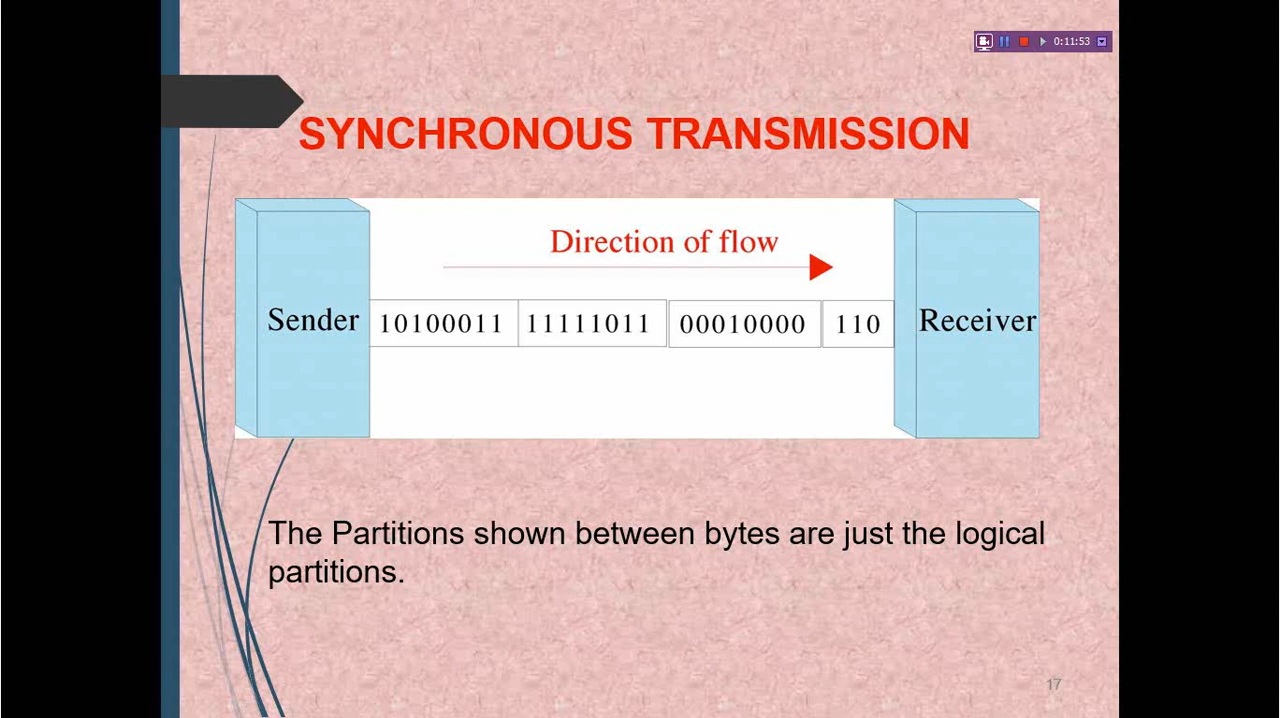 0:11:53
SYNCHRONOUS TRANSMISSION
Direction of flow
Sender 10100011 11111011 00010000 110 Receiver
The Partitions shown between bytes are just the logical
partitions.
17